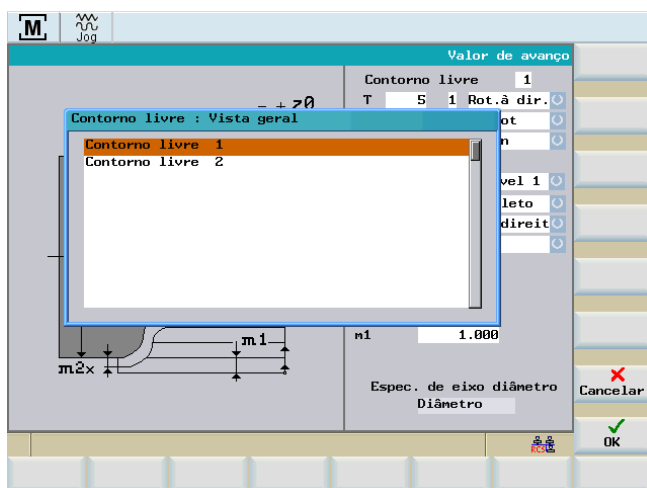 M
Jog
Valor de avanço
Contorno livre 1
T 5 1 Rot.à dir.
z0
Contorno livre : Vista geral
Contorno livre 1
Contorno livre 2
ot
n
vel 1
leto
direit
m1
m2×
m1 1.000
Espec. de eixo diâmetro
Diâmetro
Cancelar
OK
RCS